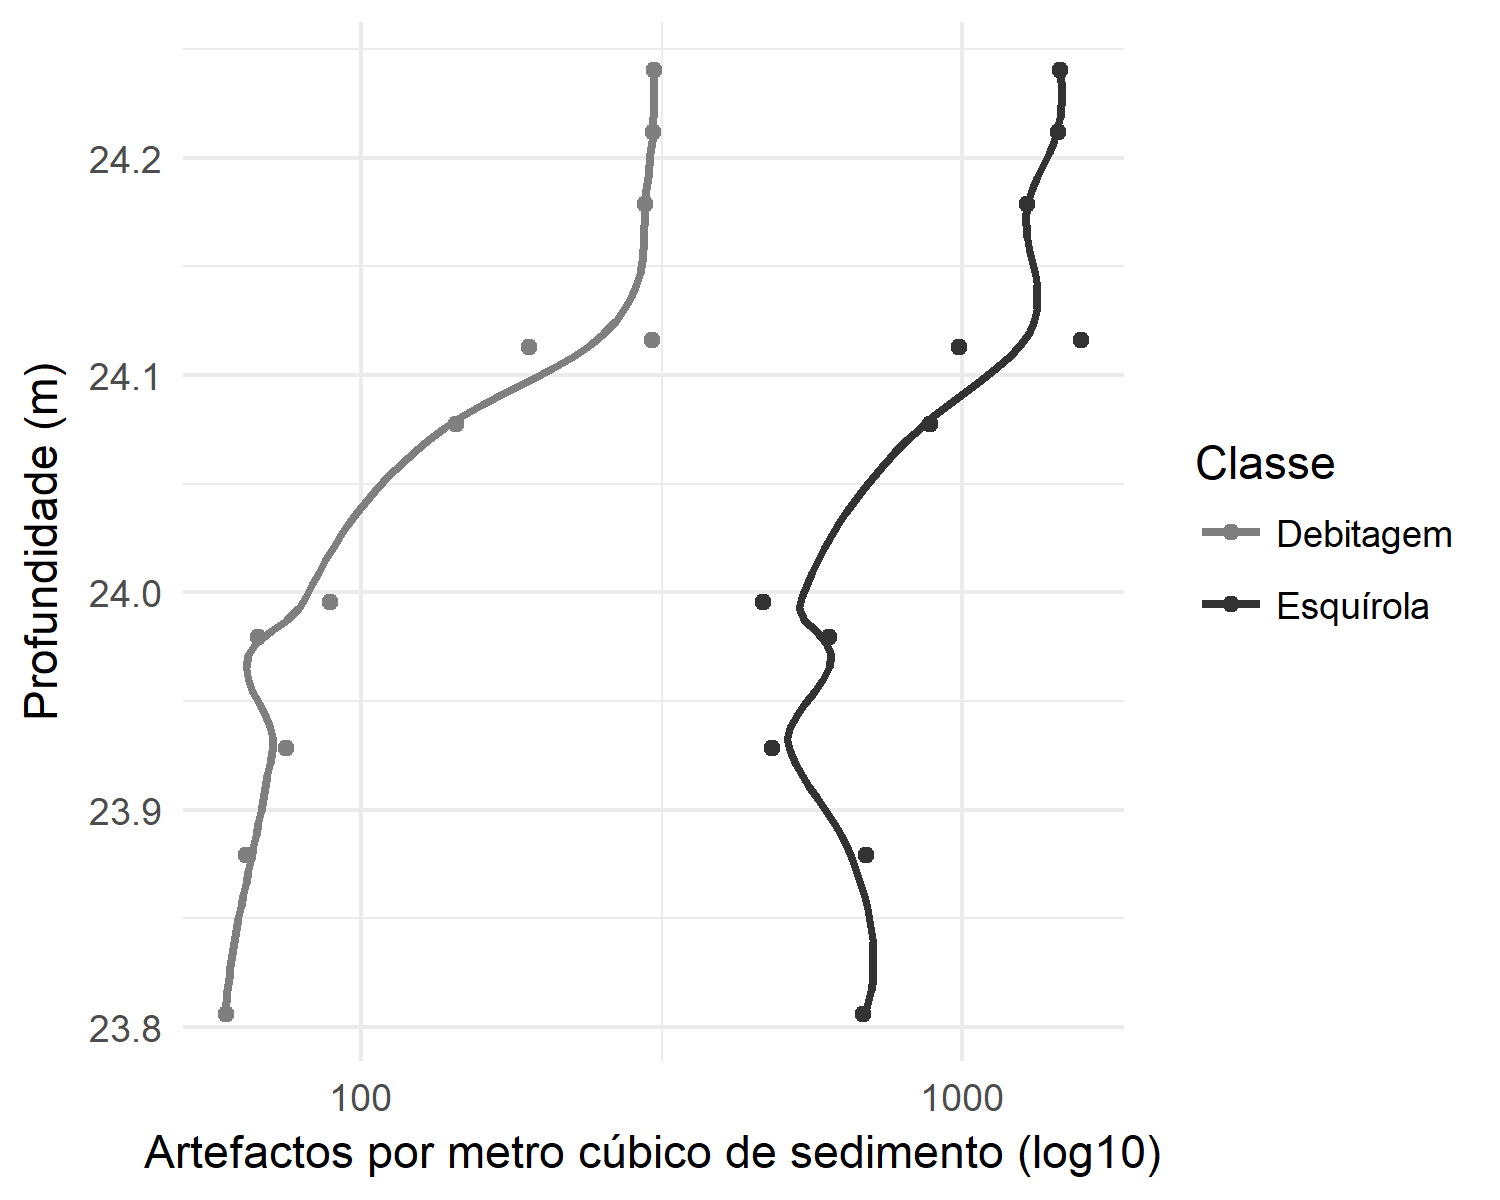 24.2
24.1
24.0
23.9
23.8
Profundidade (m)
100
1000
Artefactos por metro cúbico de sedimento (log10)
Classe
Debitagem
Esquírola